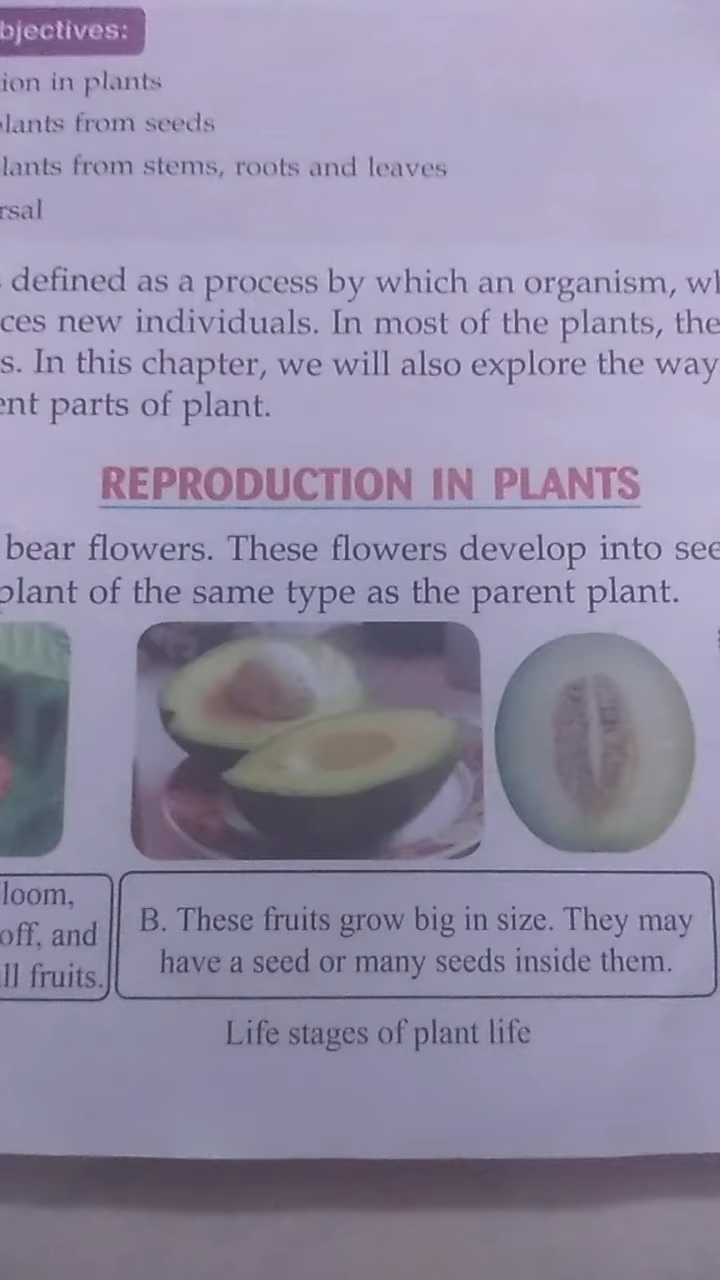 bjectives:
ion in plants
lants from seeds
lants from stems, roots and leaves
rsal
defined as a process by which an organism, wh
ces new individuals. In most of the plants, the
s. In this chapter, we will also explore the way
ent parts of plant.
REPRODUCTION IN PLANTS
bear flowers. These flowers develop into see
plant of the same type as the parent plant.
loom,
off, and
ll fruits.
B. These fruits grow big in size. They may
have a seed or many seeds inside them.
Life stages of plant life